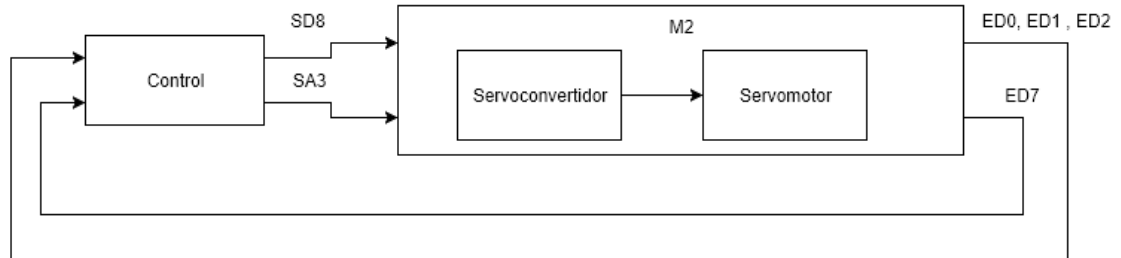 SD8
M2
ED0, ED1 , ED2
Control
SA3
Servoconvertidor
Servomotor
ED7